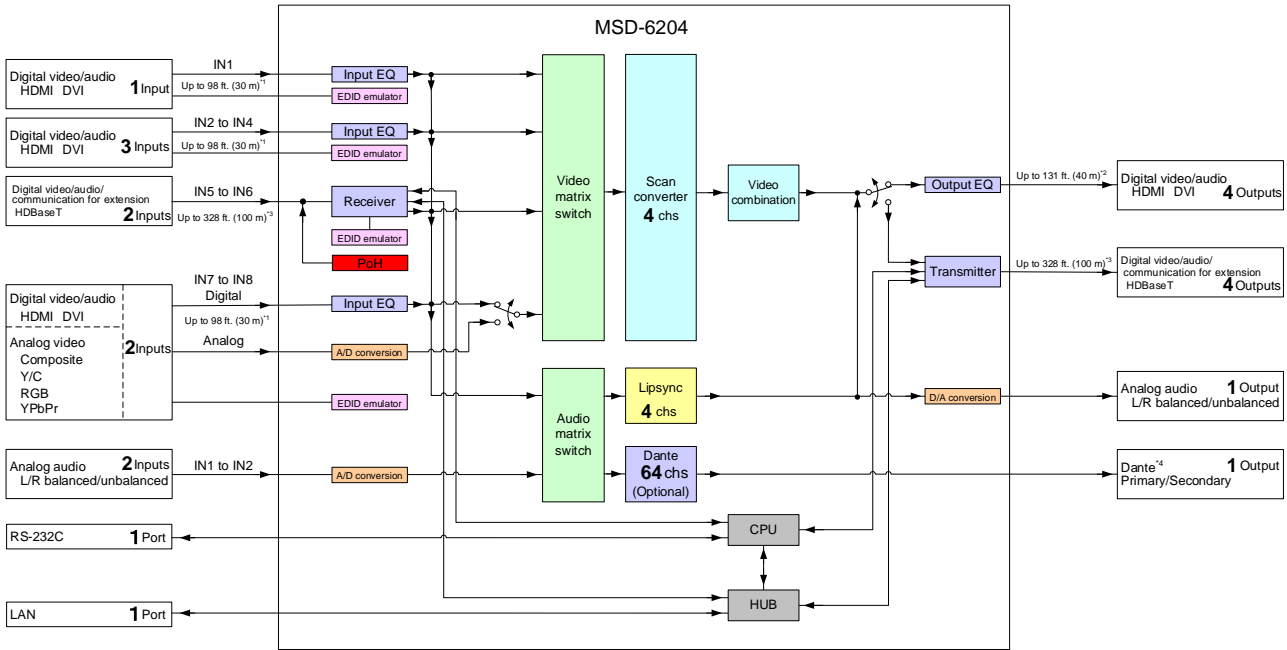 MSD-6204
Digital video/audio
HDMI DVI
1 Input
IN1
Up to 98 ft. (30 m)*1
Input EQ
EDID emulator
Digital video/audio
HDMI DVI
3 Inputs
IN2 to IN4
Up to 98 ft. (30 m)*1
Input EQ
EDID emulator
Digital video/audio/
communication for extension
HDBaseT
2 Inputs
IN5 to IN6
Up to 328 ft. (100 m)*3
Receiver
EDID emulator
PoH
Digital video/audio
HDMI DVI
Analog video
Composite
Y/C
RGB
YPbPr
2 Inputs
IN7 to IN8
Digital
Up to 98 ft. (30 m)*1
Analog
Input EQ
A/D conversion
EDID emulator
Analog audio
2 Inputs
L/R balanced/unbalanced
IN1 to IN2
A/D conversion
RS-232C
1 Port
LAN
1 Port
Video
matrix
switch
Scan
converter
4 chs
Video
combination
Audio
matrix
switch
Lipsync
4 chs
Dante
64 chs
(Optional)
CPU
HUB
Output EQ
Transmitter
D/A conversion
Up to 131 ft. (40 m)*2
Digital video/audio
HDMI DVI
4 Outputs
Up to 328 ft. (100 m)*3
Digital video/audio/
communication for extension
HDBaseT
4 Outputs
Analog audio
1 Output
L/R balanced/unbalanced
Dante*4
1 Output
Primary/Secondary